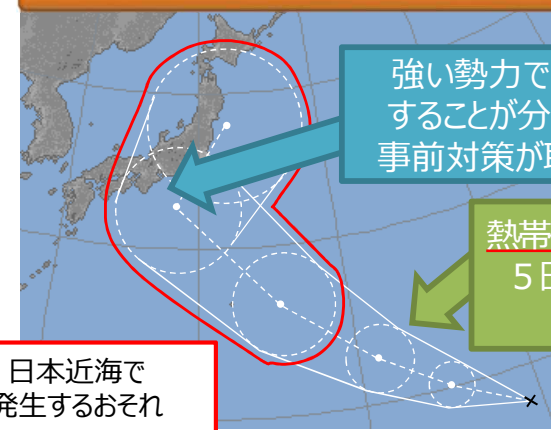 強い勢力で
することが分
事前対策が
熱帯
５日
日本近海で
発生するおそれ